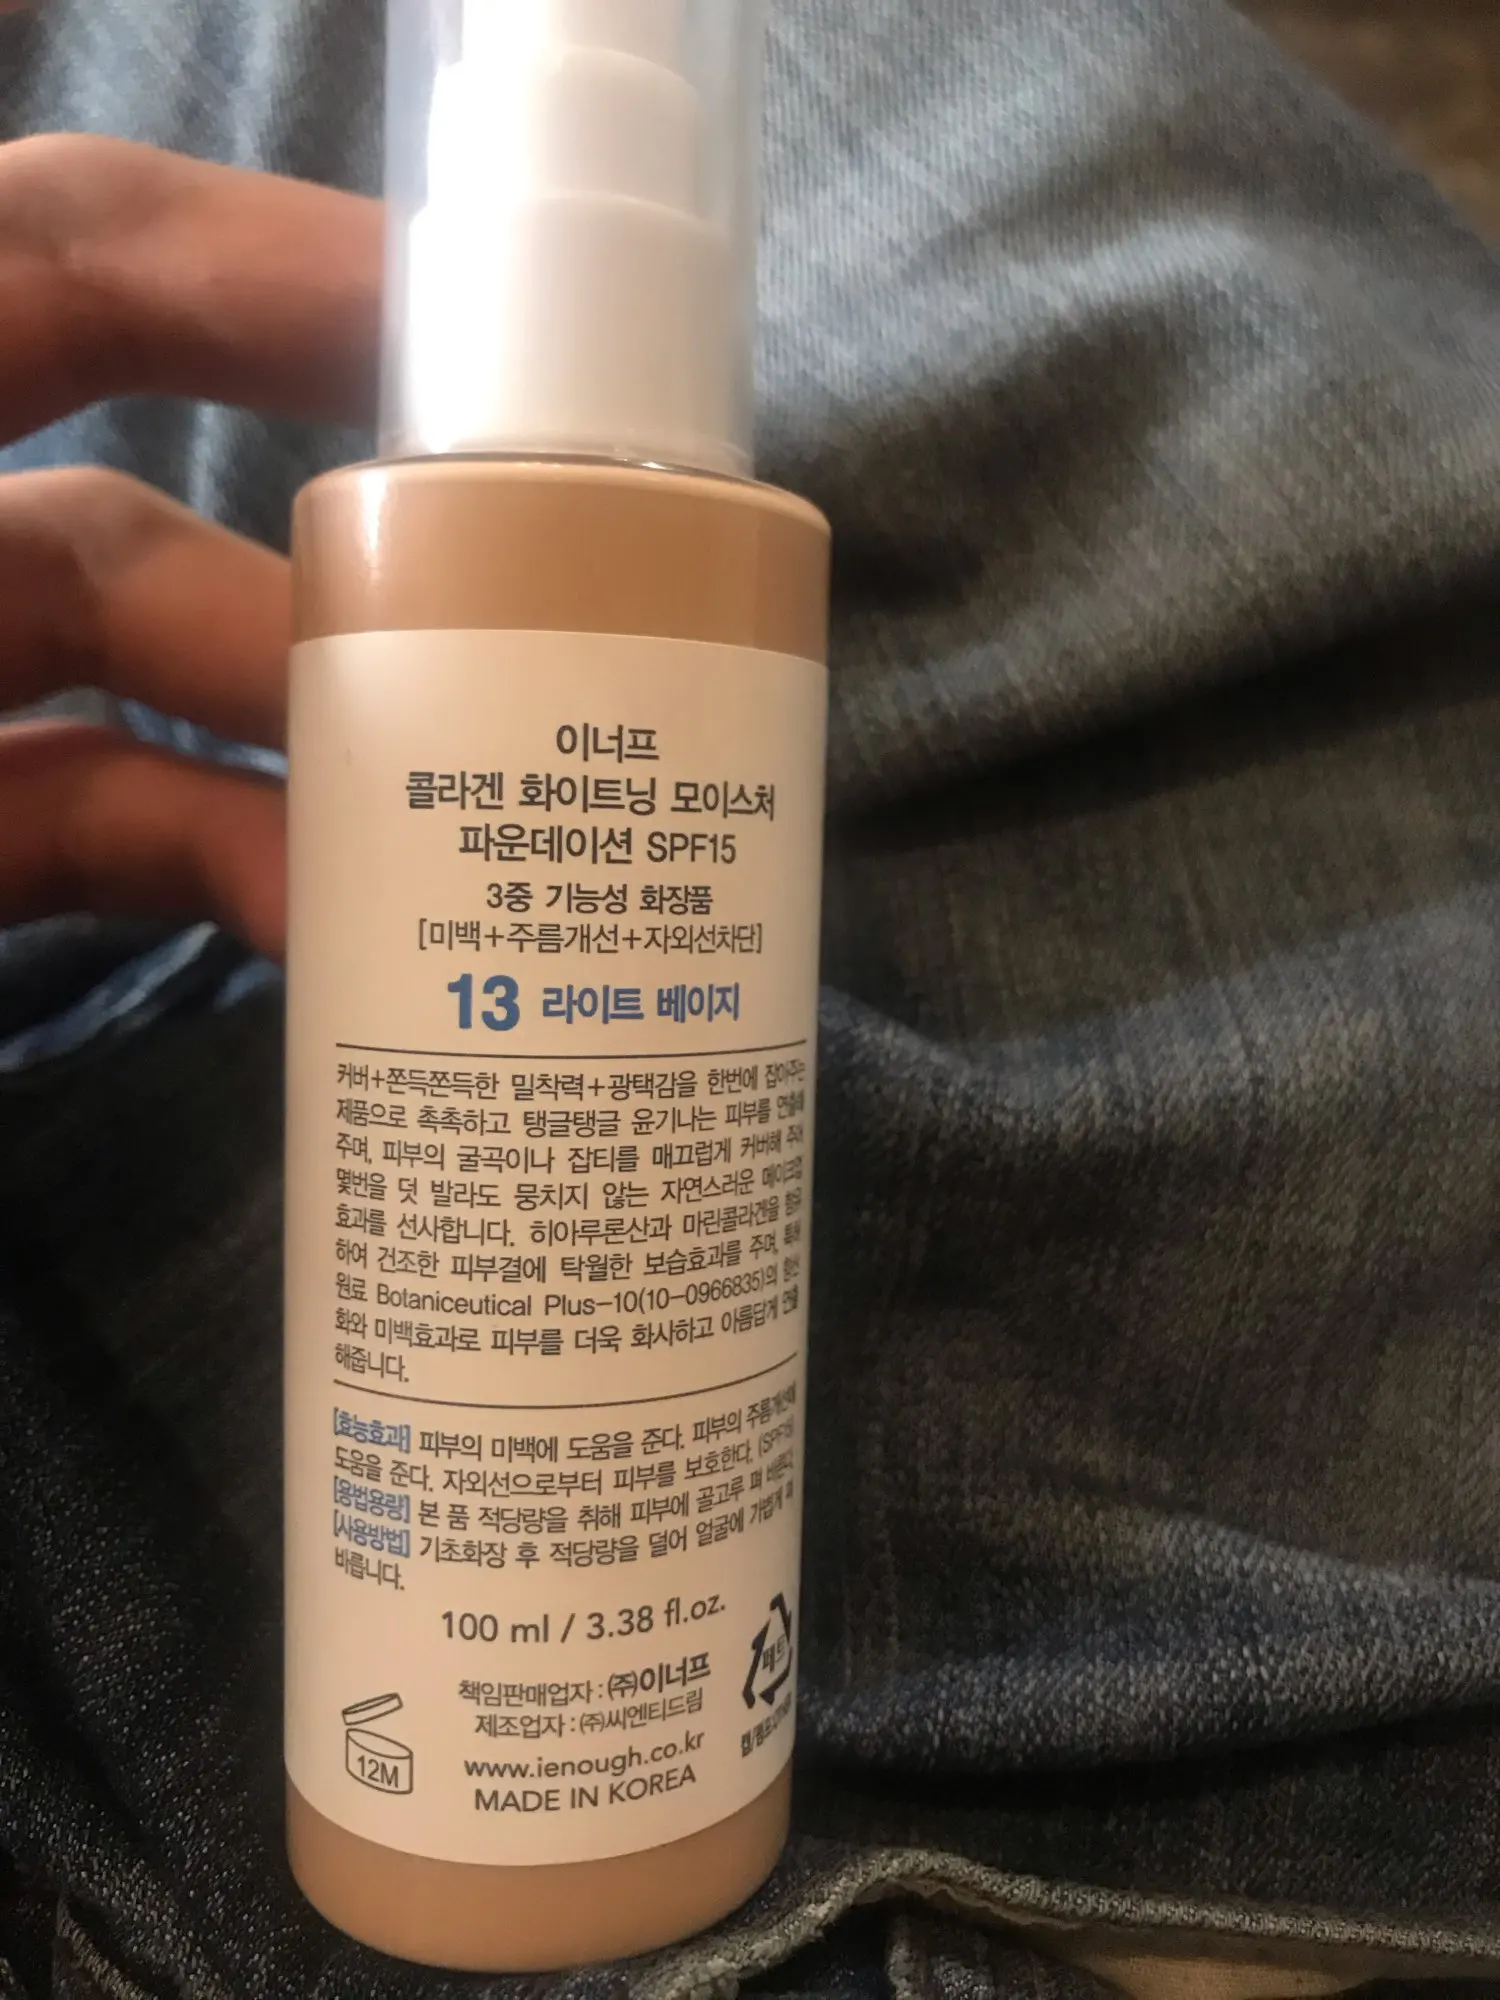 이너프
콜라겐 화이트닝 모이스처
파운데이션 SPF15
3중 기능성 화장품
[미백+주름개선+자외선차단]
13 라이트 베이지
커버+쫀득쫀득한 밀착력+광택감을 한번에 잡아주는
제품으로 촉촉하고 탱글탱글 윤기나는 피부를 연출해
주며, 피부의 굴곡이나 잡티를 매끄럽게 커버해 주어
몇번을 덧 발라도 뭉치지 않는 자연스러운 메이크업
효과를 선사합니다. 히아루론산과 마린콜라겐을 함유
하여 건조한 피부결에 탁월한 보습효과를 주며, 특허
원료 Botaniceutical Plus-10(10-0966835)의 항산
화와 미백효과로 피부를 더욱 화사하고 아름답게 연출
해줍니다.
[효능효과] 피부의 미백에 도움을 준다. 피부의 주름개선에
도움을 준다. 자외선으로부터 피부를 보호한다. (SPF15)
[용법용량] 본 품 적당량을 취해 피부에 골고루 펴 바른다.
[사용방법] 기초화장 후 적당량을 덜어 얼굴에 가볍게 펴
바릅니다.
100 ml / 3.38 fl.oz.
책임판매업자 : (주)이너프
제조업자 : (주)씨엔티드림
www.ienough.co.kr
MADE IN KOREA
12M
페트
캡/펌프:OTHER